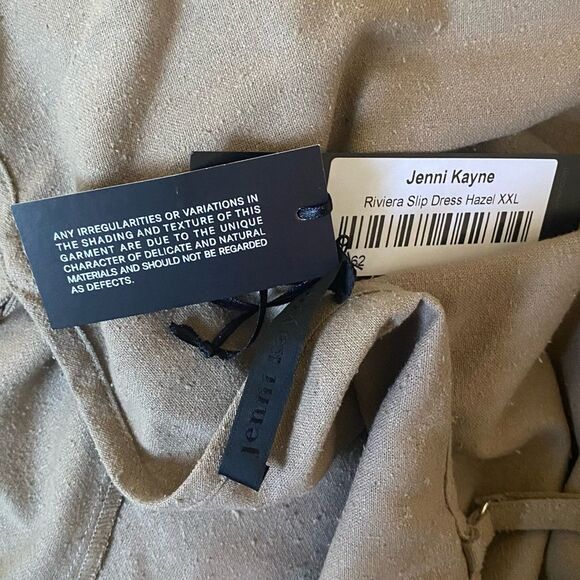 Jenni Kayne
Riviera Slip Dress Hazel XXL
62
ANY IRREGULARITIES OR VARIATIONS IN
THE SHADING AND TEXTURE OF THIS
GARMENT ARE DUE TO THE UNIQUE
CHARACTER OF DELICATE AND NATURAL
MATERIALS AND SHOULD NOT BE REGARDED
AS DEFECTS.
jenni kayne